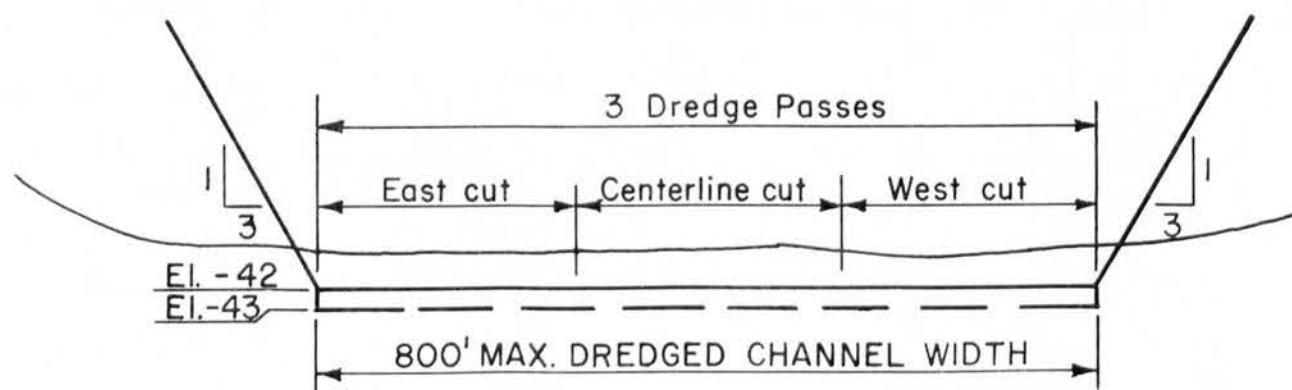 3 Dredge Passes
1
3
East cut
Centerline cut
West cut
1
3
El. -42
El.-43
800' MAX. DREDGED CHANNEL WIDTH